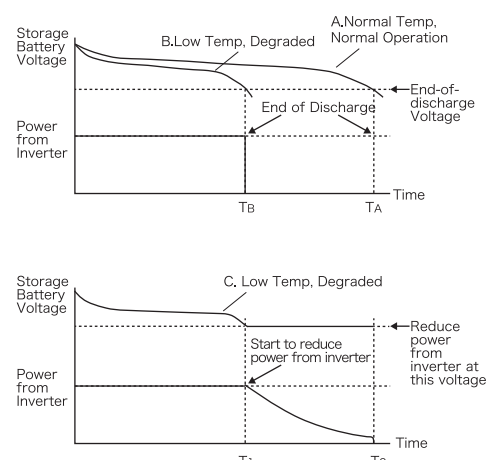 Storage
Battery
Voltage
A.Normal Temp,
Normal Operation
B.Low Temp, Degraded
End-of-
discharge
Voltage
End of Discharge
Power
from
Inverter
Time
TB
TA
Storage
Battery
Voltage
C. Low Temp, Degraded
Reduce
power
from
inverter at
this voltage
Start to reduce
power from inverter
Power
from
Inverter
Time